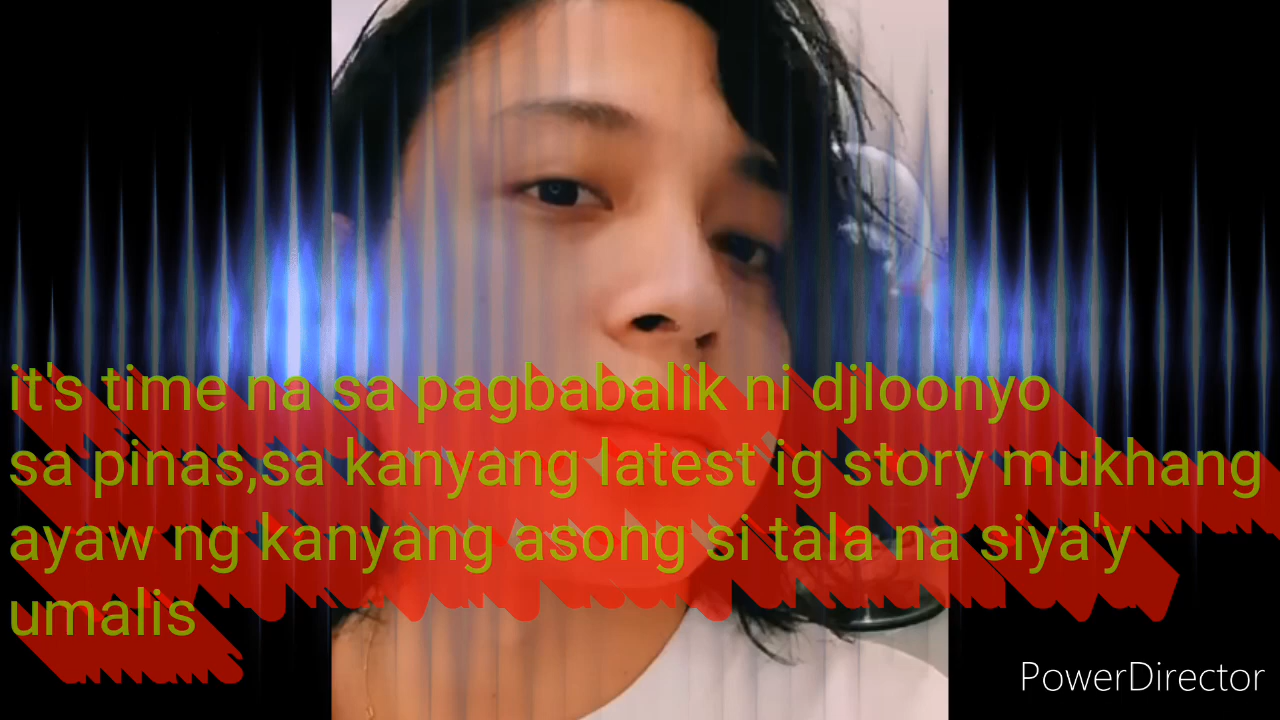 it's time na sa pagbabalik ni djloonyo
sa pinas,sa kanyang latest ig story mukhang
ayaw ng kanyang asong si tala na siya'y
umalis
PowerDirector